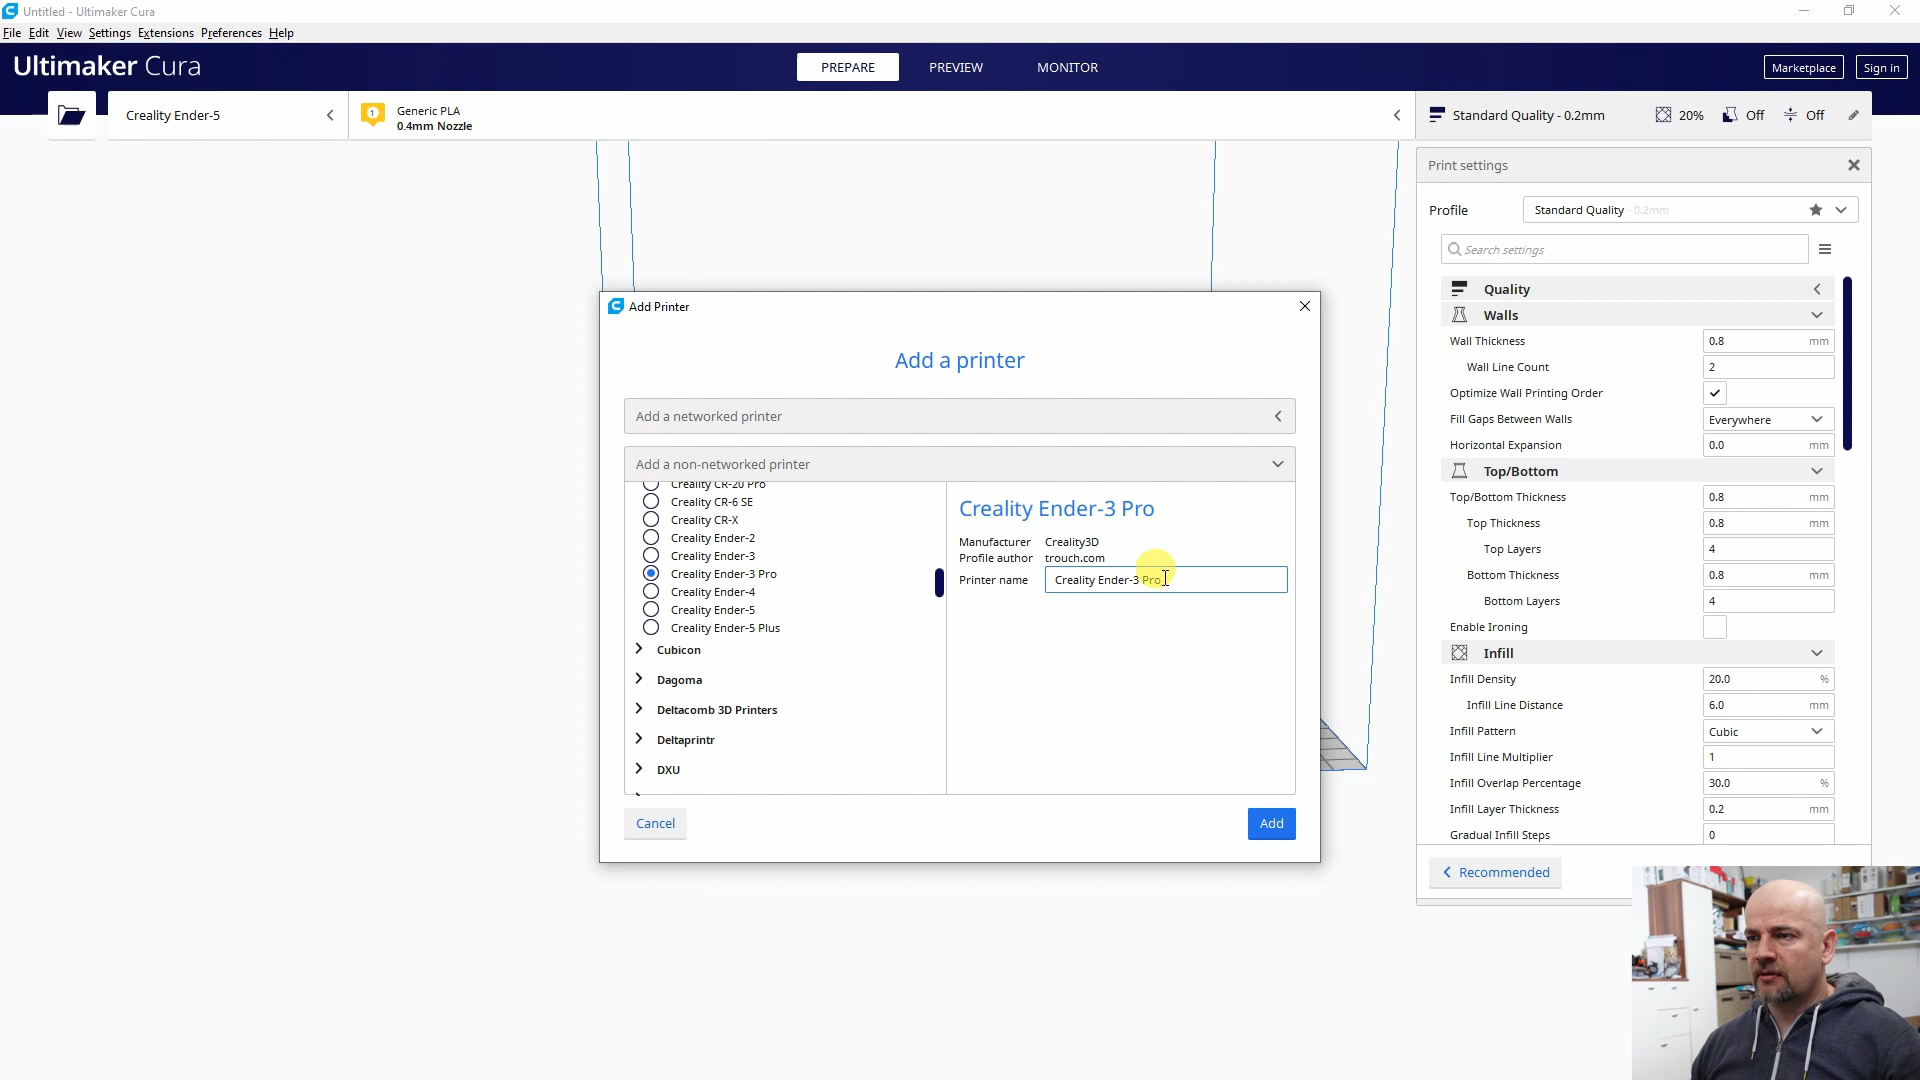 Untitled - Ultimaker Cura
File Edit View Settings Extensions Preferences Help
Ultimaker Cura
PREPARE
PREVIEW
MONITOR
Marketplace
Sign in
Creality Ender-5
1
Generic PLA
0.4mm Nozzle
Standard Quality - 0.2mm
20%
Off
Off
Print settings
Profile
Standard Quality - 0.2mm
Search settings
Quality
Walls
Wall Thickness 0.8 mm
Wall Line Count 2
Optimize Wall Printing Order
Fill Gaps Between Walls Everywhere
Horizontal Expansion 0.0 mm
Top/Bottom
Top/Bottom Thickness 0.8 mm
Top Thickness 0.8 mm
Top Layers 4
Bottom Thickness 0.8 mm
Bottom Layers 4
Enable Ironing
Infill
Infill Density 20.0 %
Infill Line Distance 6.0 mm
Infill Pattern Cubic
Infill Line Multiplier 1
Infill Overlap Percentage 30.0 %
Infill Layer Thickness 0.2 mm
Gradual Infill Steps 0
Recommended
Add Printer
Add a printer
Add a networked printer
Add a non-networked printer
Creality CR-20 Pro
Creality CR-6 SE
Creality CR-X
Creality Ender-2
Creality Ender-3
Creality Ender-3 Pro
Creality Ender-4
Creality Ender-5
Creality Ender-5 Plus
Cubicon
Dagoma
Deltacomb 3D Printers
Deltaprintr
DXU
Creality Ender-3 Pro
Manufacturer Creality3D
Profile author trouch.com
Printer name Creality Ender-3 Pro
Cancel
Add